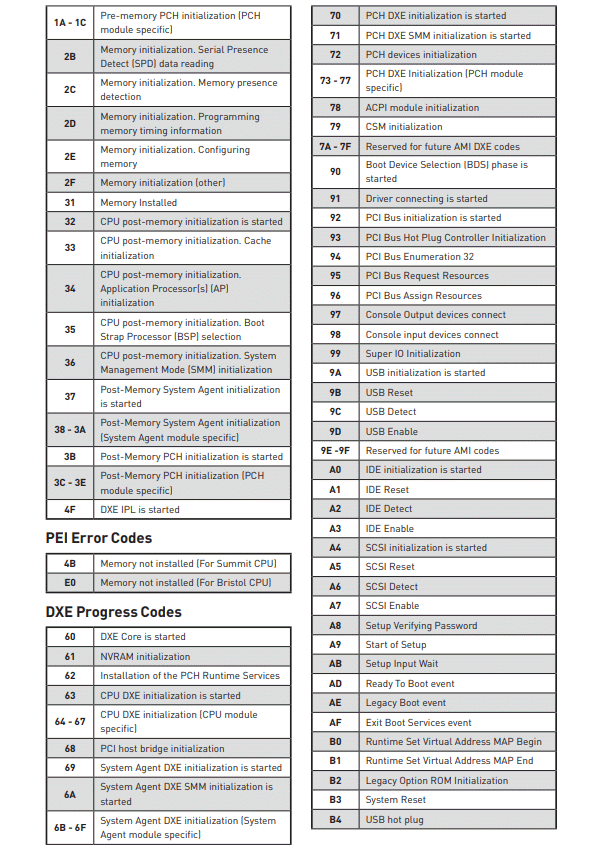 1A - 1C Pre-memory PCH initialization (PCH
module specific)
2B Memory initialization. Serial Presence
Detect (SPD) data reading
2C Memory initialization. Memory presence
detection
2D Memory initialization. Programming
memory timing information
2E Memory initialization. Configuring
memory
2F Memory initialization (other)
31 Memory Installed
32 CPU post-memory initialization is started
33 CPU post-memory initialization. Cache
initialization
34 CPU post-memory initialization.
Application Processor(s) (AP)
initialization
35 CPU post-memory initialization. Boot
Strap Processor (BSP) selection
36 CPU post-memory initialization. System
Management Mode (SMM) initialization
37 Post-Memory System Agent initialization
is started
38 - 3A Post-Memory System Agent initialization
(System Agent module specific)
3B Post-Memory PCH initialization is started
3C - 3E Post-Memory PCH initialization (PCH
module specific)
4F DXE IPL is started
PEI Error Codes
4B Memory not installed (For Summit CPU)
E0 Memory not installed (For Bristol CPU)
DXE Progress Codes
60 DXE Core is started
61 NVRAM initialization
62 Installation of the PCH Runtime Services
63 CPU DXE initialization is started
64 - 67 CPU DXE initialization (CPU module
specific)
68 PCI host bridge initialization
69 System Agent DXE initialization is started
6A System Agent DXE SMM initialization is
started
6B - 6F System Agent DXE initialization (System
Agent module specific)
70 PCH DXE initialization is started
71 PCH DXE SMM initialization is started
72 PCH devices initialization
73 - 77 PCH DXE Initialization (PCH module
specific)
78 ACPI module initialization
79 CSM initialization
7A - 7F Reserved for future AMI DXE codes
90 Boot Device Selection (BDS) phase is
started
91 Driver connecting is started
92 PCI Bus initialization is started
93 PCI Bus Hot Plug Controller Initialization
94 PCI Bus Enumeration 32
95 PCI Bus Request Resources
96 PCI Bus Assign Resources
97 Console Output devices connect
98 Console input devices connect
99 Super IO Initialization
9A USB initialization is started
9B USB Reset
9C USB Detect
9D USB Enable
9E -9F Reserved for future AMI codes
A0 IDE initialization is started
A1 IDE Reset
A2 IDE Detect
A3 IDE Enable
A4 SCSI initialization is started
A5 SCSI Reset
A6 SCSI Detect
A7 SCSI Enable
A8 Setup Verifying Password
A9 Start of Setup
AB Setup Input Wait
AD Ready To Boot event
AE Legacy Boot event
AF Exit Boot Services event
B0 Runtime Set Virtual Address MAP Begin
B1 Runtime Set Virtual Address MAP End
B2 Legacy Option ROM Initialization
B3 System Reset
B4 USB hot plug